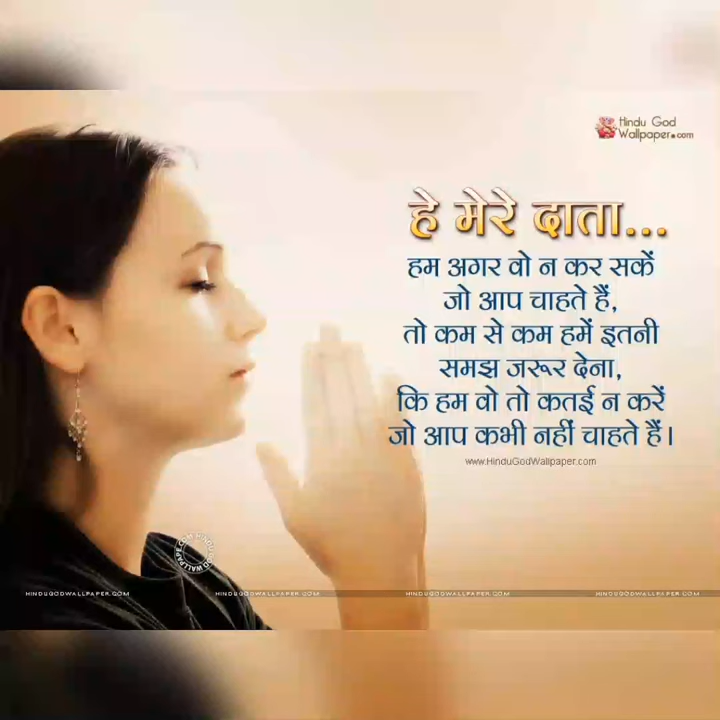 Hindu God
Wallpaper.com
हे मेरे दाता...
हम अगर वो न कर सकें
जो आप चाहते हैं,
तो कम से कम हमें इतनी
समझ जरूर देना,
कि हम वो तो कतई न करें
जो आप कभी नहीं चाहते हैं।
www.HinduGodWallpaper.com
HINDUGODWALLPAPER.COM
HINDUGODWALLPAPER.COM
HINDUGODWALLPAPER.COM
HINDUGODWALLPAPER.COM